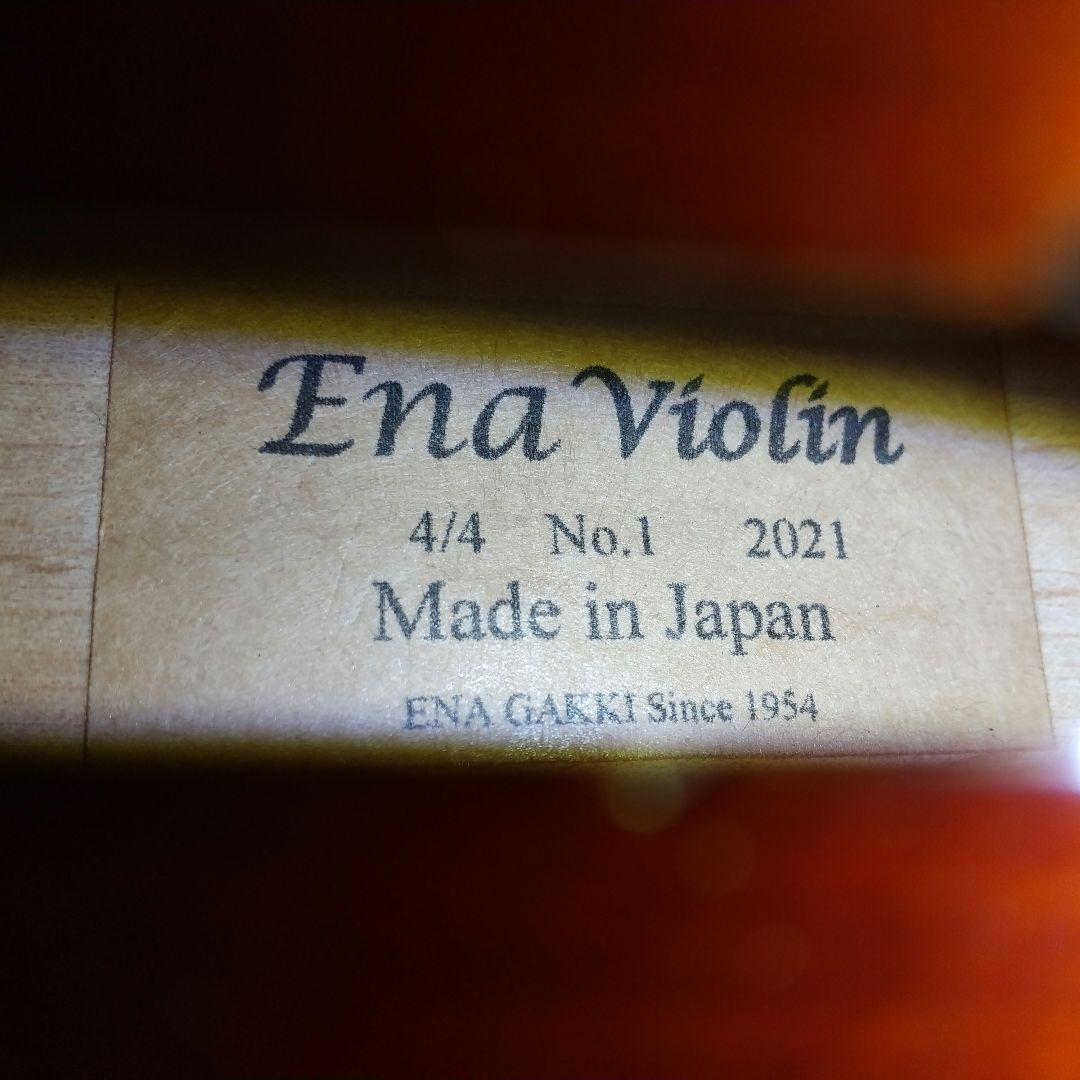 Ena Violin
4/4 No.1 2021
Made in Japan
ENA GAKKI Since 1954